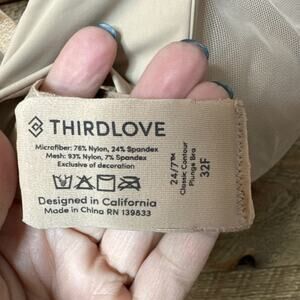 THIRDLOVE
Microfiber: 76% Nylon, 24% Spandex
Mesh: 93% Nylon, 7% Spandex
Exclusive of decoration
Designed in California
Made in China RN 139833
24/7™
Classic Contour
Plunge Bra
32F